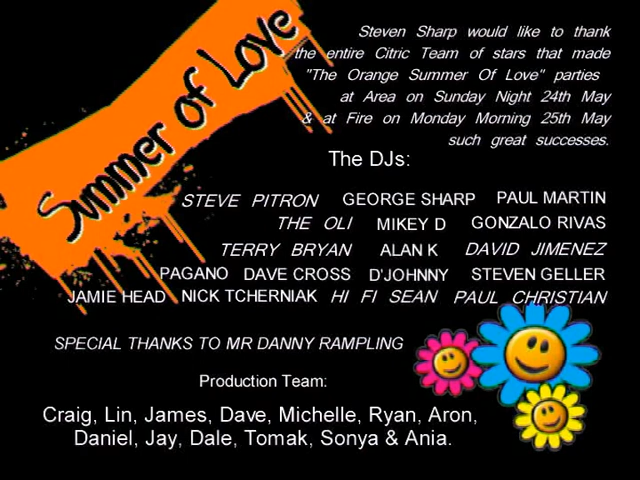 Summer of Love
Steven Sharp would like to thank
the entire Citric Team of stars that made
"The Orange Summer Of Love" parties
at Area on Sunday Night 24th May
& at Fire on Monday Morning 25th May
such great successes.
The DJs:
STEVE PITRON GEORGE SHARP PAUL MARTIN
THE OLI MIKEY D GONZALO RIVAS
TERRY BRYAN ALAN K DAVID JIMENEZ
PAGANO DAVE CROSS D'JOHNNY STEVEN GELLER
JAMIE HEAD NICK TCHERNIAK HI FI SEAN PAUL CHRISTIAN
SPECIAL THANKS TO MR DANNY RAMPLING
Production Team:
Craig, Lin, James, Dave, Michelle, Ryan, Aron,
Daniel, Jay, Dale, Tomak, Sonya & Ania.